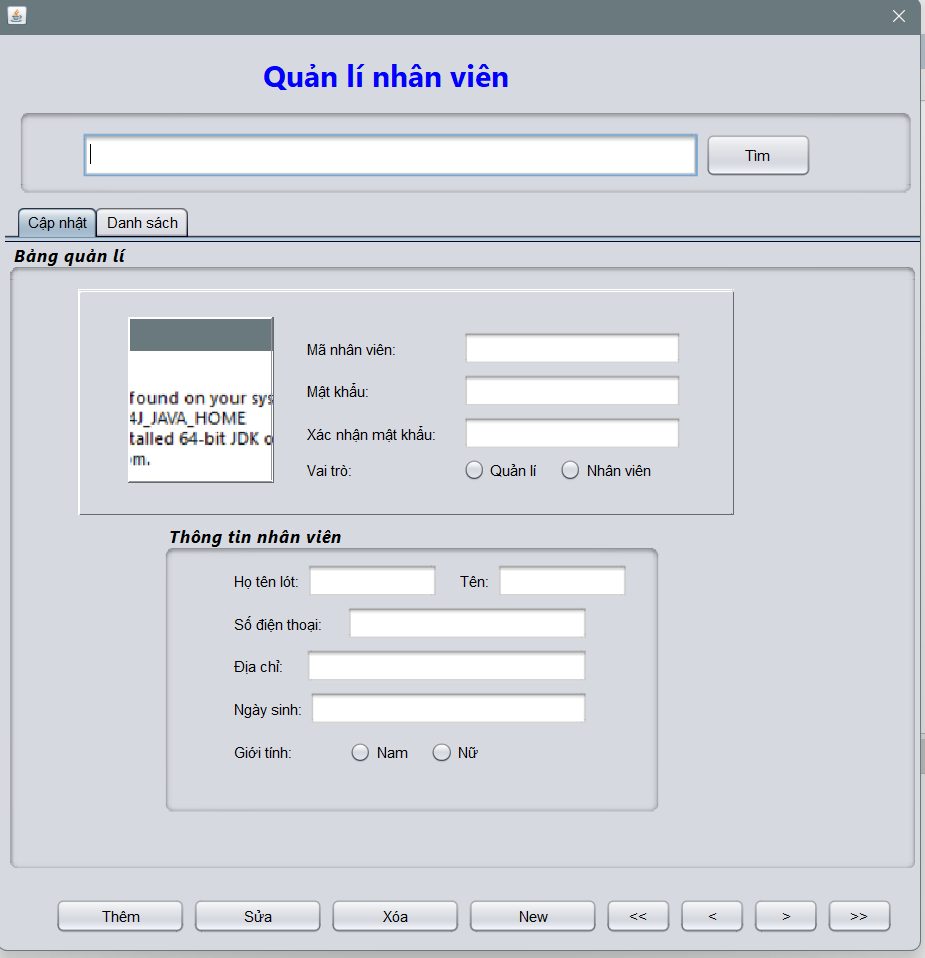 Quản lí nhân viên
Tìm
Cập nhật Danh sách
Bảng quản lí
found on your sys
4J_JAVA_HOME
talled 64-bit JDK o
om.
Mã nhân viên:
Mật khẩu:
Xác nhận mật khẩu:
Vai trò: Quản lí Nhân viên
Thông tin nhân viên
Họ tên lót: Tên:
Số điện thoại:
Địa chỉ:
Ngày sinh:
Giới tính: Nam Nữ
Thêm Sửa Xóa New << < > >>